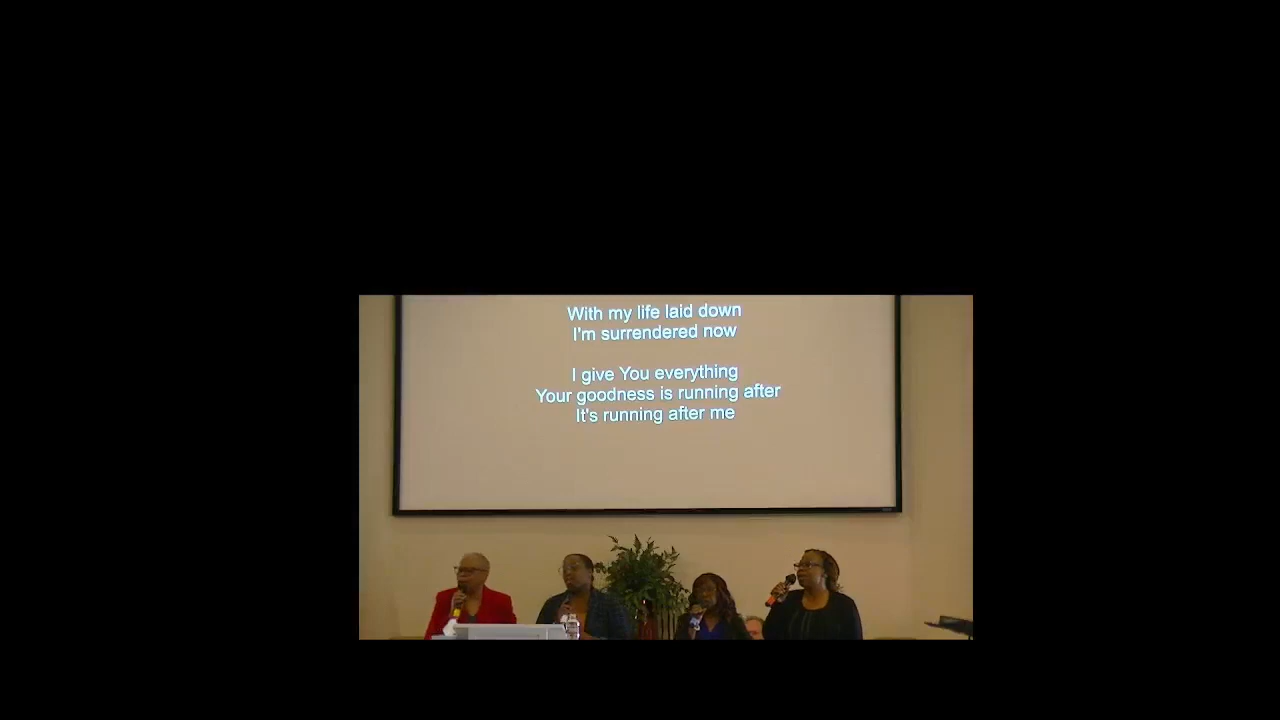 With my life laid down
I'm surrendered now
I give You everything
Your goodness is running after
It's running after me